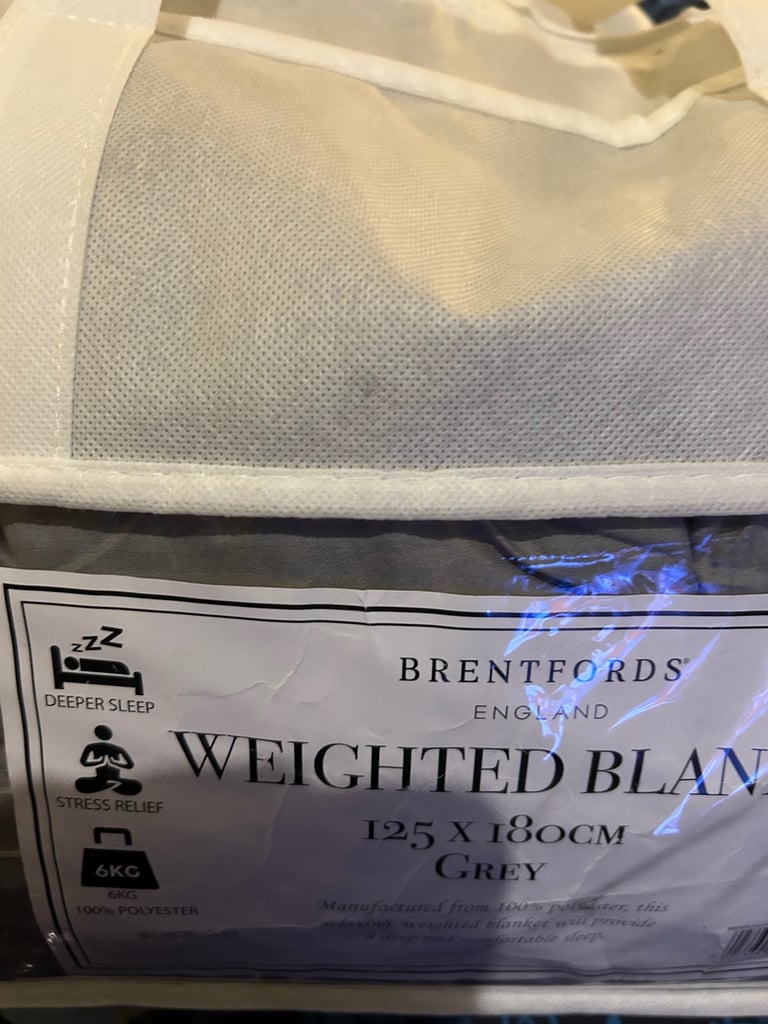 zzZ
DEEPER SLEEP
STRESS RELIEF
6KG
6KG
100% POLYESTER
BRENTFORDS®
ENGLAND
WEIGHTED BLAN
125 X 180CM
GREY
Manufactured from 100% polyester, this
relaxing, weighted blanket will provide
a deep and comfortable sleep.